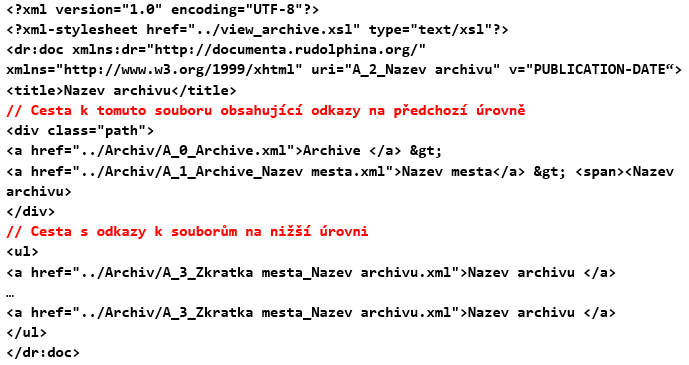 <?xml version="1.0" encoding="UTF-8"?>
<?xml-stylesheet href="../view_archive.xsl" type="text/xsl"?>
<dr:doc xmlns:dr="http://documenta.rudolphina.org/"
xmlns="http://www.w3.org/1999/xhtml" uri="A_2_Nazev archivu" v="PUBLICATION-DATE“>
<title>Nazev archivu</title>
// Cesta k tomuto souboru obsahující odkazy na předchozí úrovně
<div class="path">
<a href="../Archiv/A_0_Archive.xml">Archive </a> &gt;
<a href="../Archiv/A_1_Archive_Nazev mesta.xml">Nazev mesta</a> &gt; <span><Nazev
archivu>
</div>
// Cesta s odkazy k souborům na nižší úrovni
<ul>
<a href="../Archiv/A_3_Zkratka mesta_Nazev archivu.xml">Nazev archivu </a>
…
<a href="../Archiv/A_3_Zkratka mesta_Nazev archivu.xml">Nazev archivu </a>
</ul>
</dr:doc>